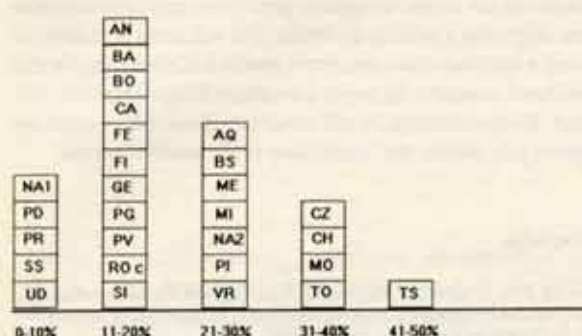 AN
BA
BO
CA
FE AQ
FI BS
NA1 GE ME
PD PG MI CZ
PR PV NA2 CH
SS RO c PI MO
UD SI VR TO TS
0-10% 11-20% 21-30% 31-40% 41-50%